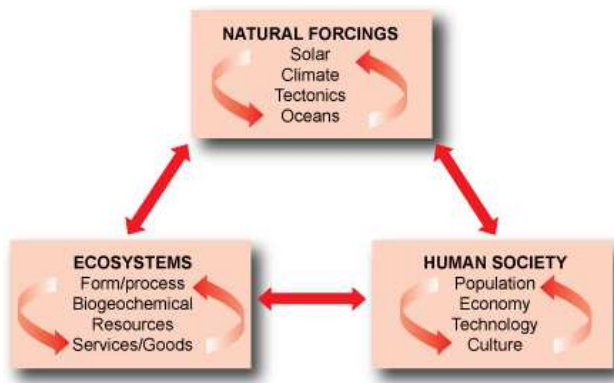 NATURAL FORCINGS
Solar
Climate
Tectonics
Oceans
ECOSYSTEMS
Form/process
Biogeochemical
Resources
Services/Goods
HUMAN SOCIETY
Population
Economy
Technology
Culture